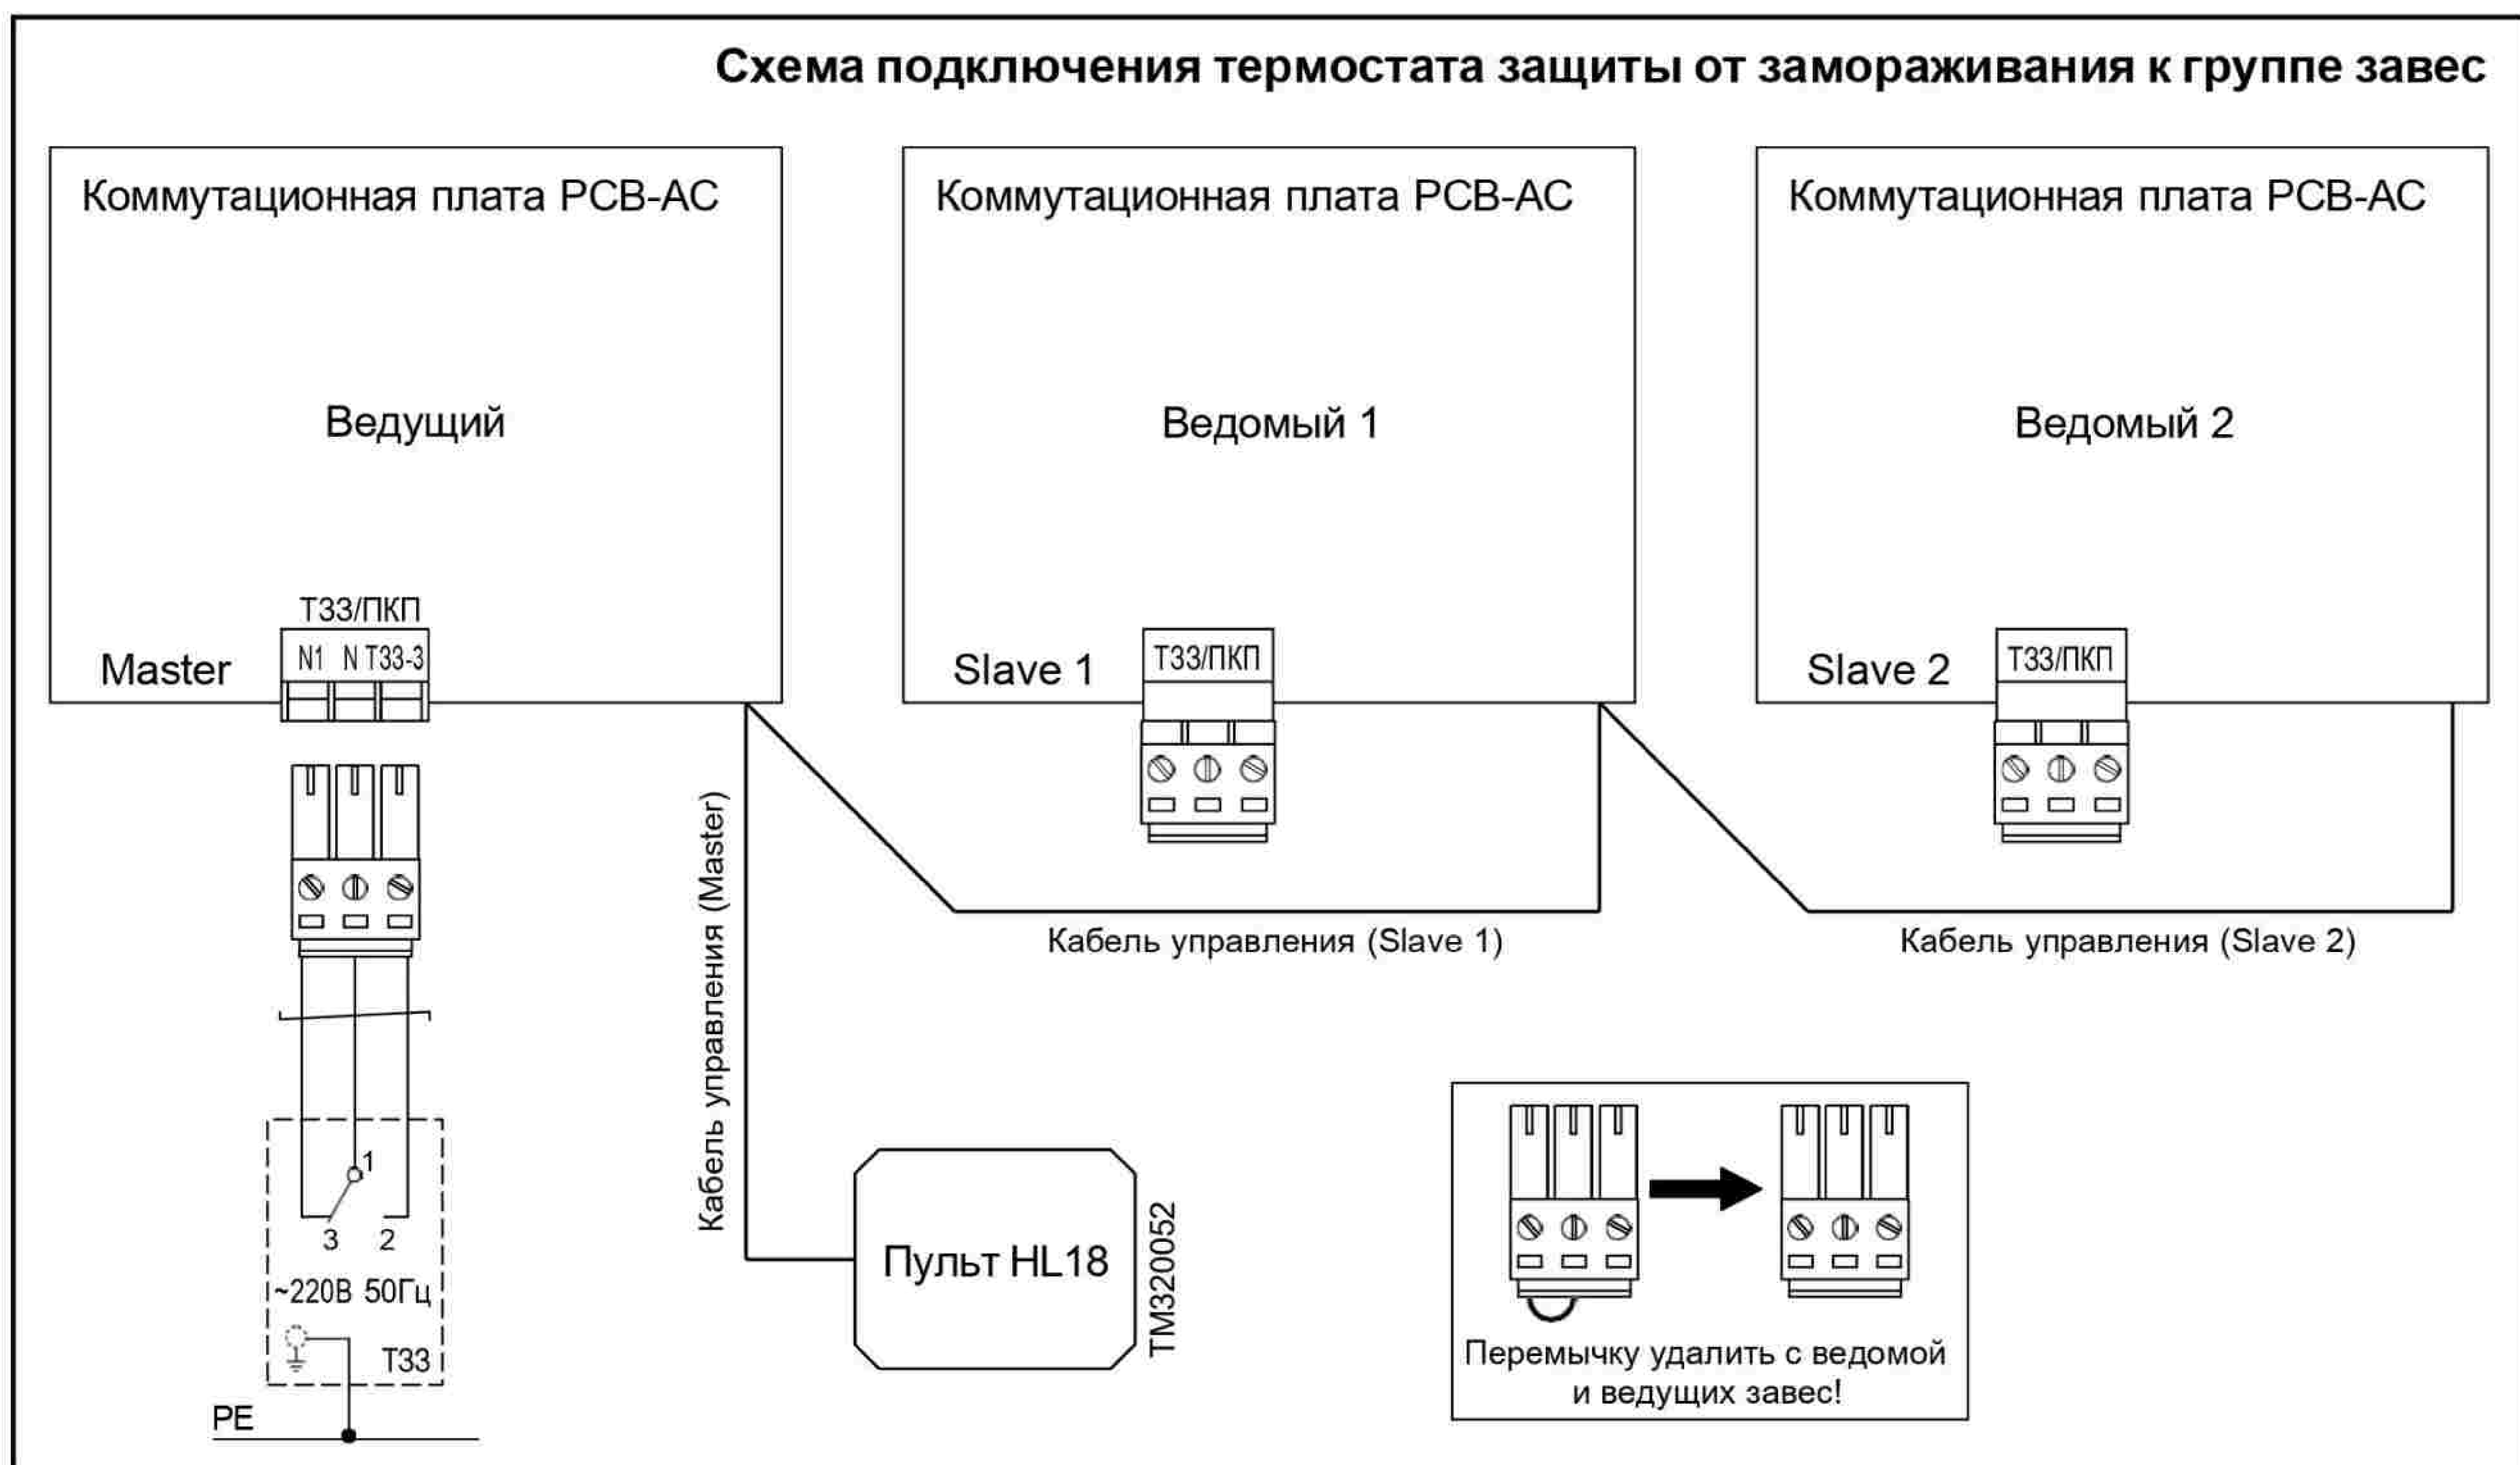 Схема подключения термостата защиты от замораживания к группе завес
Коммутационная плата PCB-AC
Ведущий
ТЗЗ/ПКП
N1 N ТЗЗ-3
Master
Коммутационная плата PCB-AC
Ведомый 1
ТЗЗ/ПКП
Slave 1
Коммутационная плата PCB-AC
Ведомый 2
ТЗЗ/ПКП
Slave 2
Кабель управления (Master)
Кабель управления (Slave 1)
Кабель управления (Slave 2)
1
3 2
~220В 50Гц
ТЗЗ
PE
Пульт HL18
TM320052
Перемычку удалить с ведомой
и ведущих завес!